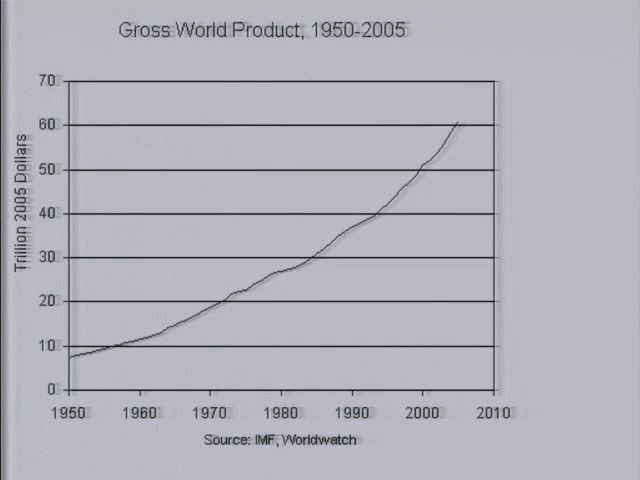 Gross World Product, 1950-2005
Trillion 2005 Dollars
70
60
50
40
30
20
10
0
1950 1960 1970 1980 1990 2000 2010
Source: IMF, Worldwatch